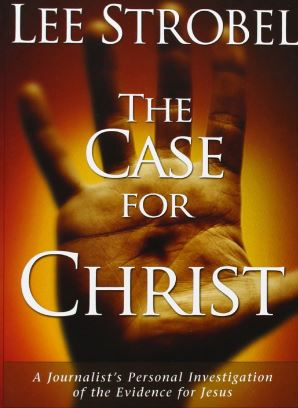 LEE STROBEL
THE
CASE
FOR
CHRIST
A Journalist's Personal Investigation
of the Evidence for Jesus